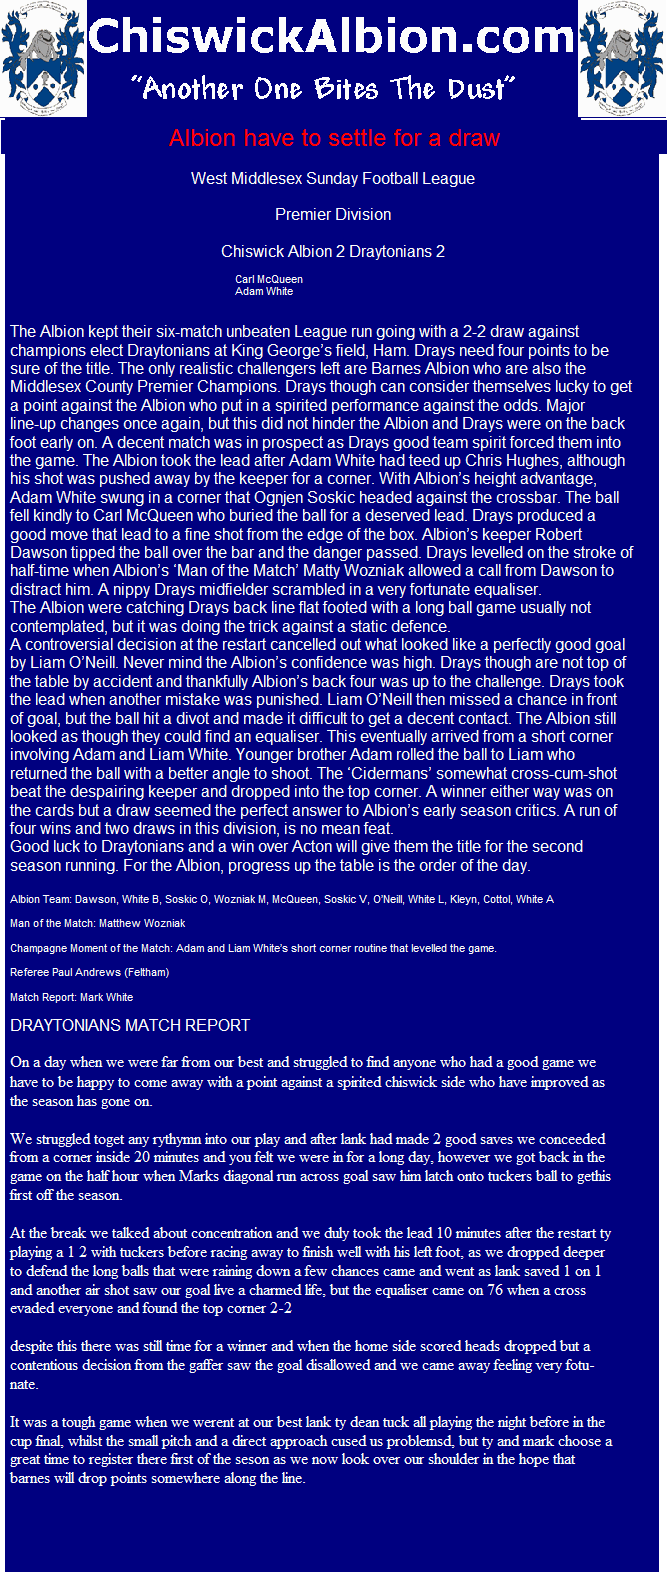 ChiswickAlbion.com
“Another One Bites The Dust”
Albion have to settle for a draw
West Middlesex Sunday Football League
Premier Division
Chiswick Albion 2 Draytonians 2
Carl McQueen
Adam White
The Albion kept their six-match unbeaten League run going with a 2-2 draw against
champions elect Draytonians at King George’s field, Ham. Drays need four points to be
sure of the title. The only realistic challengers left are Barnes Albion who are also the
Middlesex County Premier Champions. Drays though can consider themselves lucky to get
a point against the Albion who put in a spirited performance against the odds. Major
line-up changes once again, but this did not hinder the Albion and Drays were on the back
foot early on. A decent match was in prospect as Drays good team spirit forced them into
the game. The Albion took the lead after Adam White had teed up Chris Hughes, although
his shot was pushed away by the keeper for a corner. With Albion’s height advantage,
Adam White swung in a corner that Ognjen Soskic headed against the crossbar. The ball
fell kindly to Carl McQueen who buried the ball for a deserved lead. Drays produced a
good move that lead to a fine shot from the edge of the box. Albion’s keeper Robert
Dawson tipped the ball over the bar and the danger passed. Drays levelled on the stroke of
half-time when Albion’s ‘Man of the Match’ Matty Wozniak allowed a call from Dawson to
distract him. A nippy Drays midfielder scrambled in a very fortunate equaliser.
The Albion were catching Drays back line flat footed with a long ball game usually not
contemplated, but it was doing the trick against a static defence.
A controversial decision at the restart cancelled out what looked like a perfectly good goal
by Liam O’Neill. Never mind the Albion’s confidence was high. Drays though are not top of
the table by accident and thankfully Albion’s back four was up to the challenge. Drays took
the lead when another mistake was punished. Liam O’Neill then missed a chance in front
of goal, but the ball hit a divot and made it difficult to get a decent contact. The Albion still
looked as though they could find an equaliser. This eventually arrived from a short corner
involving Adam and Liam White. Younger brother Adam rolled the ball to Liam who
returned the ball with a better angle to shoot. The ‘Cidermans’ somewhat cross-cum-shot
beat the despairing keeper and dropped into the top corner. A winner either way was on
the cards but a draw seemed the perfect answer to Albion’s early season critics. A run of
four wins and two draws in this division, is no mean feat.
Good luck to Draytonians and a win over Acton will give them the title for the second
season running. For the Albion, progress up the table is the order of the day.
Albion Team: Dawson, White B, Soskic O, Wozniak M, McQueen, Soskic V, O’Neill, White L, Kleyn, Cottol, White A
Man of the Match: Matthew Wozniak
Champagne Moment of the Match: Adam and Liam White’s short corner routine that levelled the game.
Referee Paul Andrews (Feltham)
Match Report: Mark White
DRAYTONIANS MATCH REPORT
On a day when we were far from our best and struggled to find anyone who had a good game we
have to be happy to come away with a point against a spirited chiswick side who have improved as
the season has gone on.
We struggled toget any rythymn into our play and after lank had made 2 good saves we conceeded
from a corner inside 20 minutes and you felt we were in for a long day, however we got back in the
game on the half hour when Marks diagonal run across goal saw him latch onto tuckers ball to gethis
first off the season.
At the break we talked about concentration and we duly took the lead 10 minutes after the restart ty
playing a 1 2 with tuckers before racing away to finish well with his left foot, as we dropped deeper
to defend the long balls that were raining down a few chances came and went as lank saved 1 on 1
and another air shot saw our goal live a charmed life, but the equaliser came on 76 when a cross
evaded everyone and found the top corner 2-2
despite this there was still time for a winner and when the home side scored heads dropped but a
contentious decision from the gaffer saw the goal disallowed and we came away feeling very fotu-
nate.
It was a tough game when we werent at our best lank ty dean tuck all playing the night before in the
cup final, whilst the small pitch and a direct approach cused us problemsd, but ty and mark choose a
great time to register there first of the seson as we now look over our shoulder in the hope that
barnes will drop points somewhere along the line.